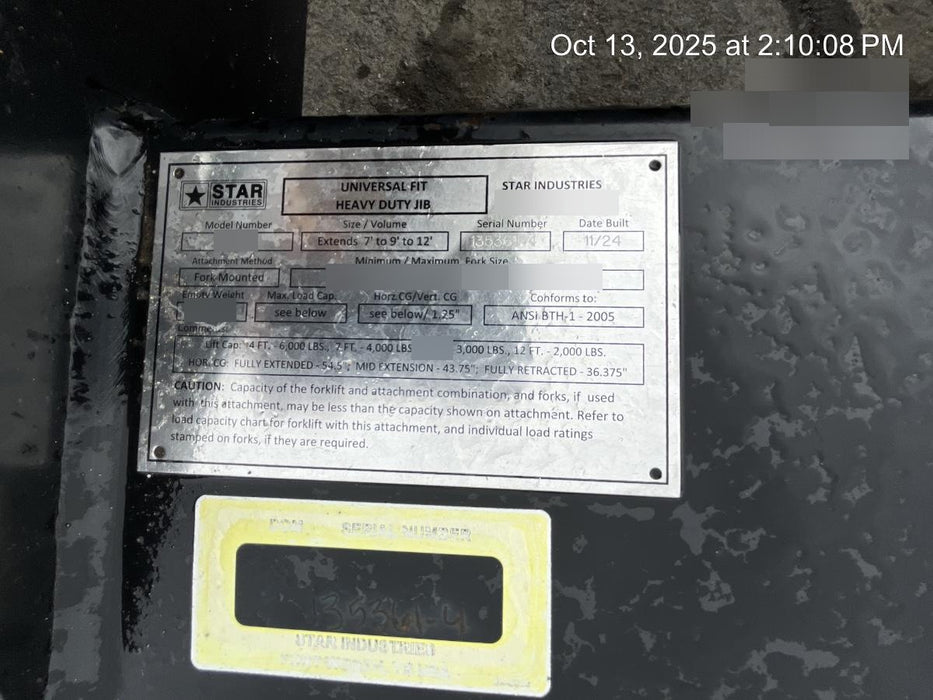 Oct 13, 2025 at 2:10:08 PM
STAR INDUSTRIES
UNIVERSAL FIT
HEAVY DUTY JIB
STAR INDUSTRIES
Model Number Size / Volume Serial Number Date Built
Extends 7' to 9' to 12' 11/24
Attachment Method Minimum / Maximum Fork Size
Fork Mounted
Empty Weight Max. Load Cap. Horz CG/Vert. CG Conforms to:
see below see below/ 1.25" ANSI BTH-1 - 2005
Comments:
Lift Cap: 4 FT. - 6,000 LBS., 7 FT. - 4,000 LBS 3,000 LBS., 12 FT. - 2,000 LBS.
HOR. CG: FULLY EXTENDED - 54.5"; MID EXTENSION - 43.75"; FULLY RETRACTED - 36.375"
CAUTION: Capacity of the forklift and attachment combination, and forks, if used
with this attachment, may be less than the capacity shown on attachment. Refer to
load capacity chart for forklift with this attachment, and individual load ratings
stamped on forks, if they are required.
SERIAL NUMBER
135361-4
STAR INDUSTRIES